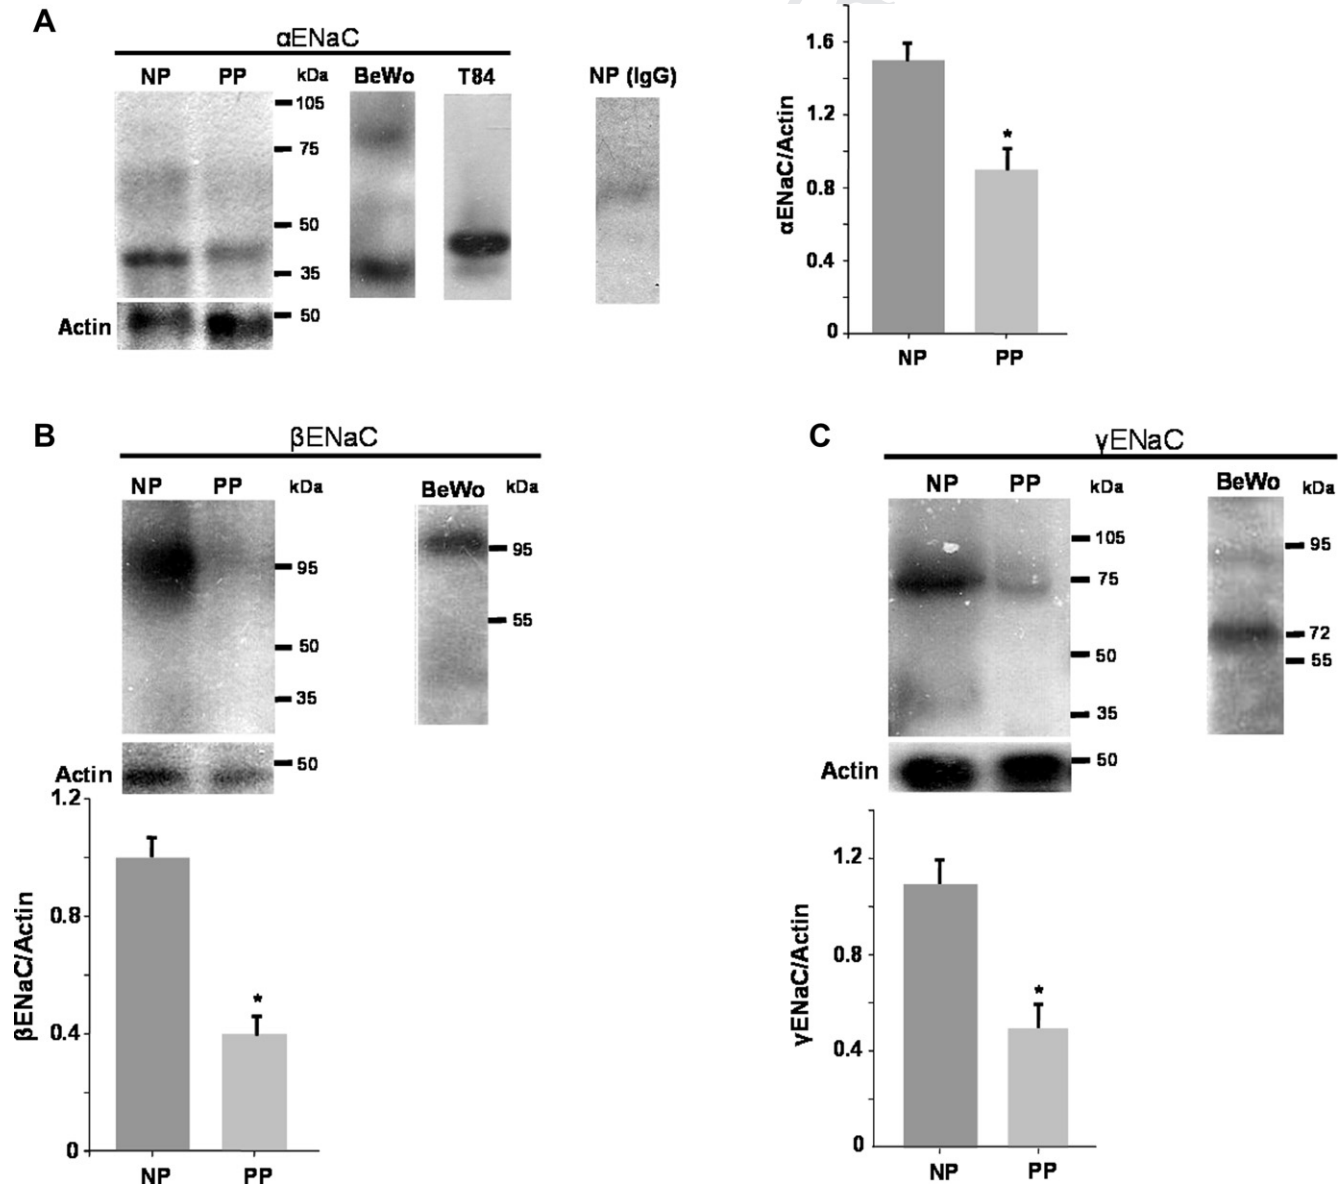 A
αENaC
NP PP kDa BeWo T84 NP (IgG)
105
75
50
35
Actin
50
αENaC/Actin
1.6
1.2
0.8
0.4
0
*
NP PP
B
βENaC
NP PP kDa BeWo kDa
95
50
35
95
55
Actin
50
βENaC/Actin
1.2
0.8
0.4
0
*
NP PP
C
γENaC
NP PP kDa BeWo kDa
105
75
50
35
95
72
55
Actin
50
γENaC/Actin
1.2
0.8
0.4
0
*
NP PP